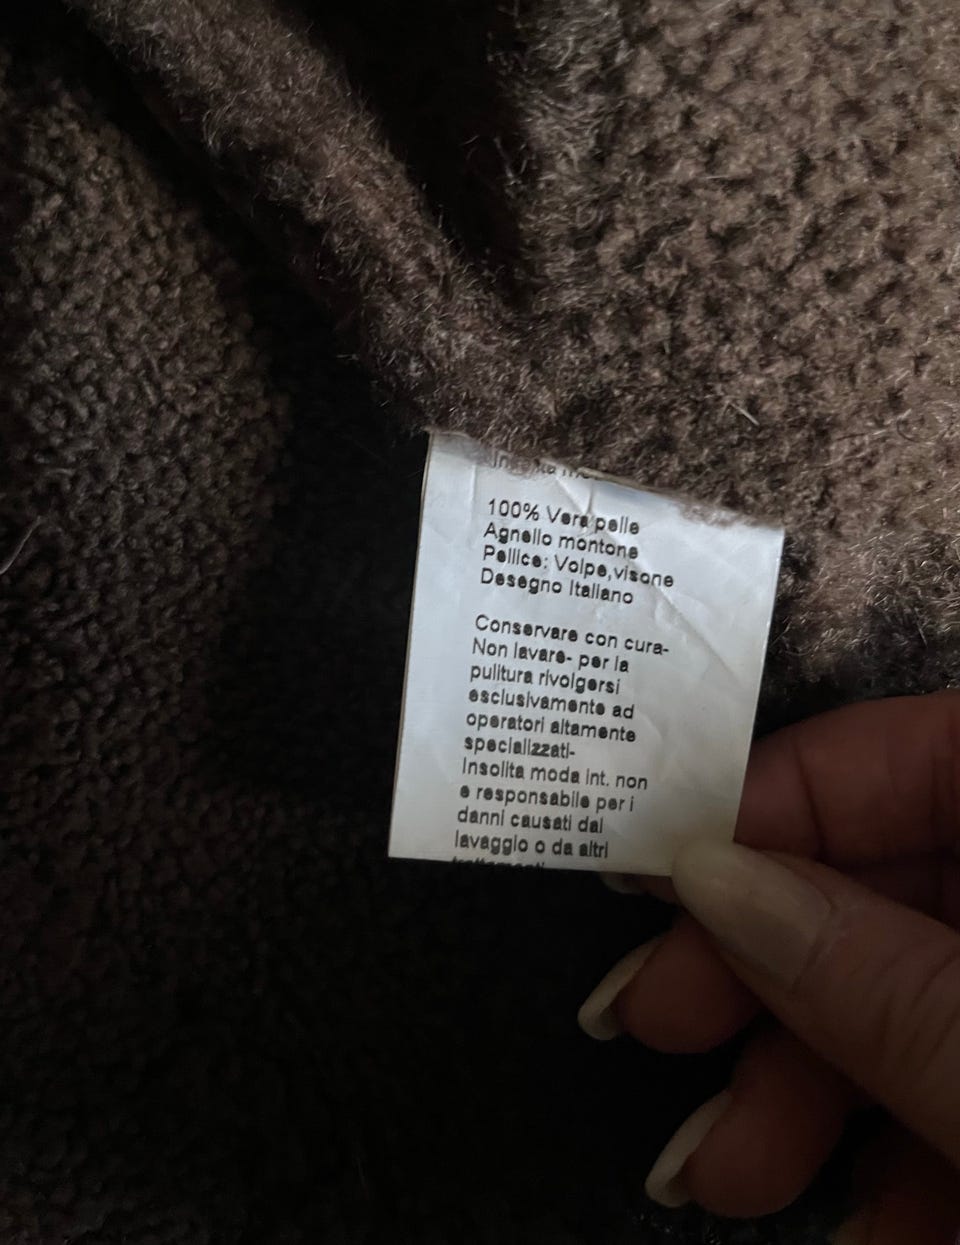 100% Vera pelle
Agnello montone
Pellice: Volpe,visone
Desegno Italiano
Conservare con cura-
Non lavare- per la
pulitura rivolgersi
esclusivamente ad
operatori altamente
specializzati-
Insolita moda Int. non
e responsabile per i
danni causati dal
lavaggio o da altri
trattamenti